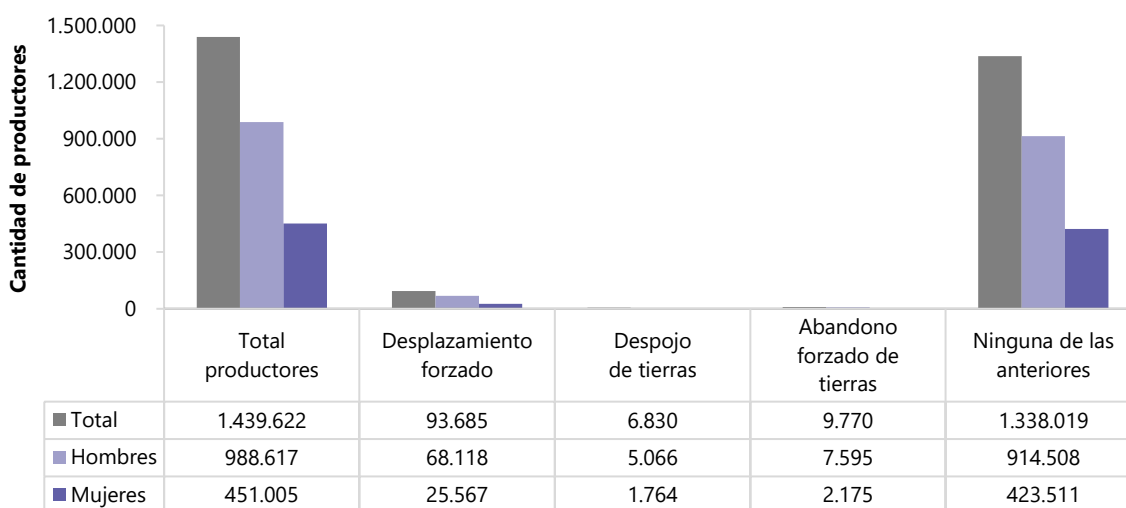 Cantidad de productores
1.500.000
1.200.000
900.000
600.000
300.000
0
Total
productores
Desplazamiento
forzado
Despojo
de tierras
Abandono
forzado de
tierras
Ninguna de las
anteriores
Total 1.439.622 93.685 6.830 9.770 1.338.019
Hombres 988.617 68.118 5.066 7.595 914.508
Mujeres 451.005 25.567 1.764 2.175 423.511